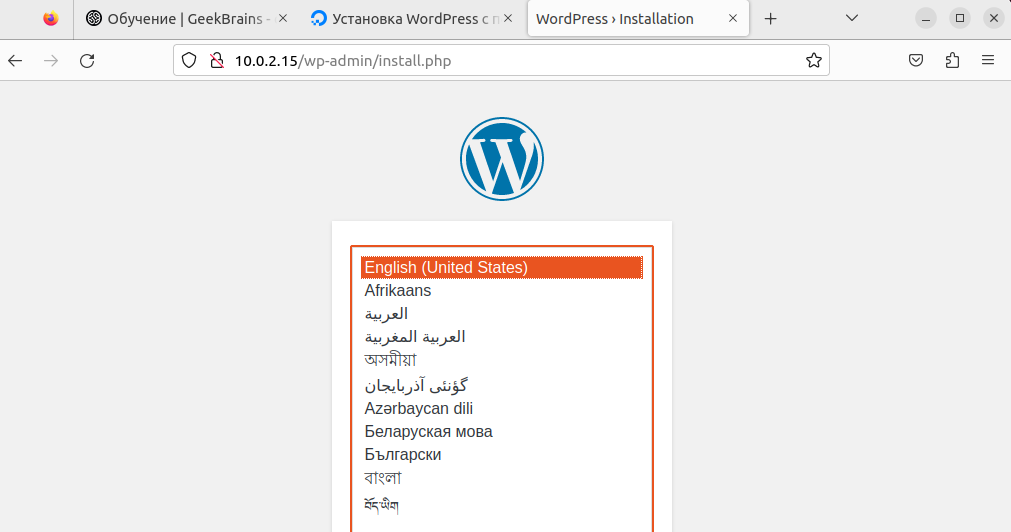 Обучение | GeekBrains -
Установка WordPress с п
WordPress › Installation
10.0.2.15/wp-admin/install.php
English (United States)
Afrikaans
العربية
العربية المغربية
অসমীয়া
گؤنئی آذربایجان
Azərbaycan dili
Беларуская мова
Български
বাংলা
བོད་ཡིག